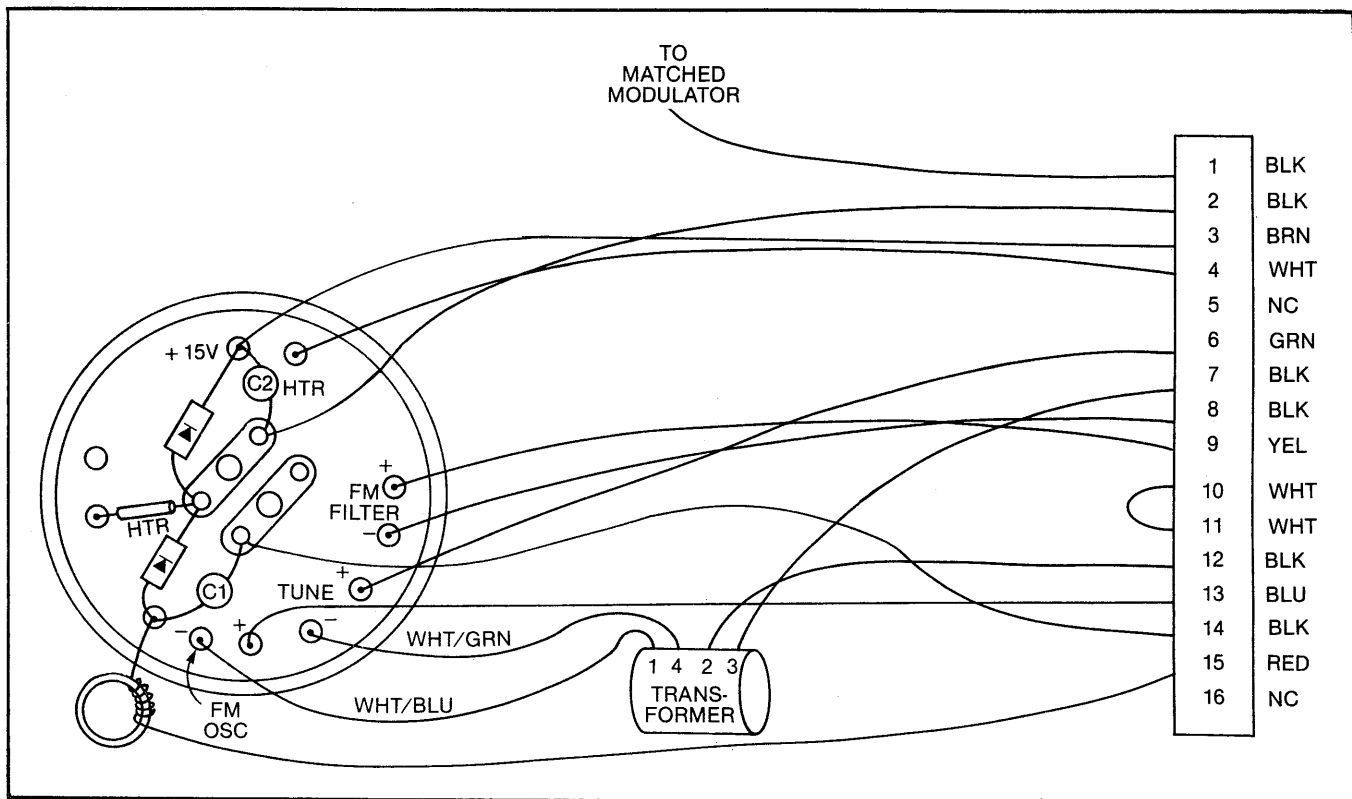 TO
MATCHED
MODULATOR
1 BLK
2 BLK
3 BRN
4 WHT
5 NC
6 GRN
7 BLK
8 BLK
9 YEL
10 WHT
11 WHT
12 BLK
13 BLU
14 BLK
15 RED
16 NC
+ 15V
C2 HTR
+
FM
FILTER
−
HTR
+
TUNE
C1
− + −
WHT/GRN
1 4 2 3
TRANS-
FORMER
WHT/BLU
FM
OSC